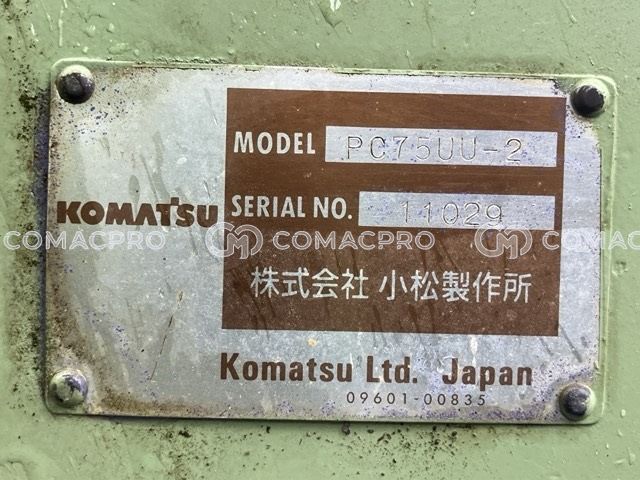 MODEL PC75UU-2
KOMATSU SERIAL NO. 11029
COMACPRO COMACPRO COMACPRO
株式会社 小松製作所
Komatsu Ltd. Japan
09601-00835